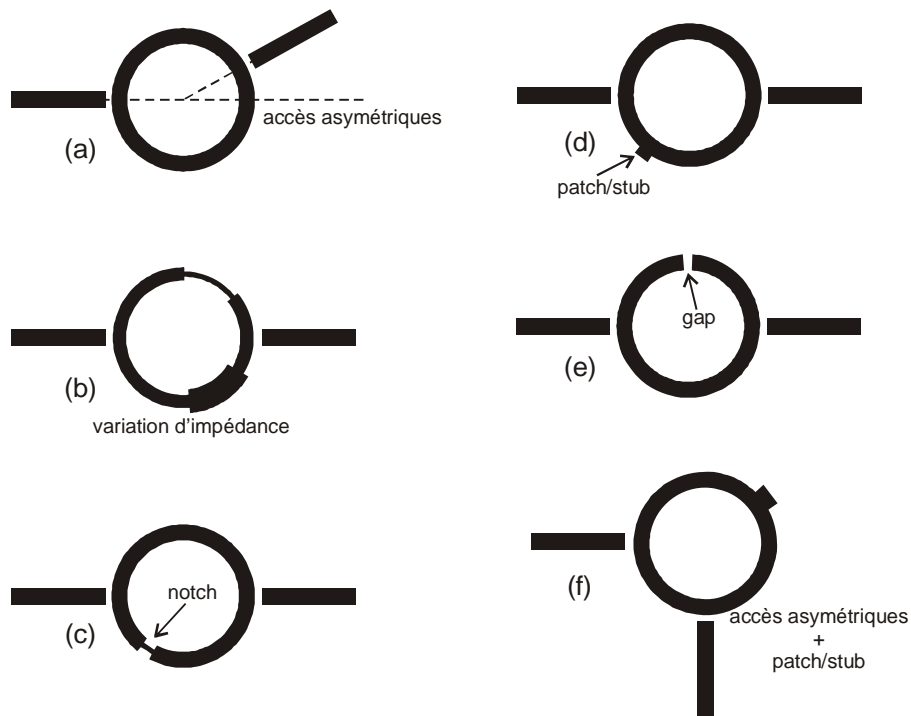 accès asymétriques
(a)
(b)
variation d'impédance
notch
(c)
(d)
patch/stub
gap
(e)
(f)
accès asymétriques
+
patch/stub